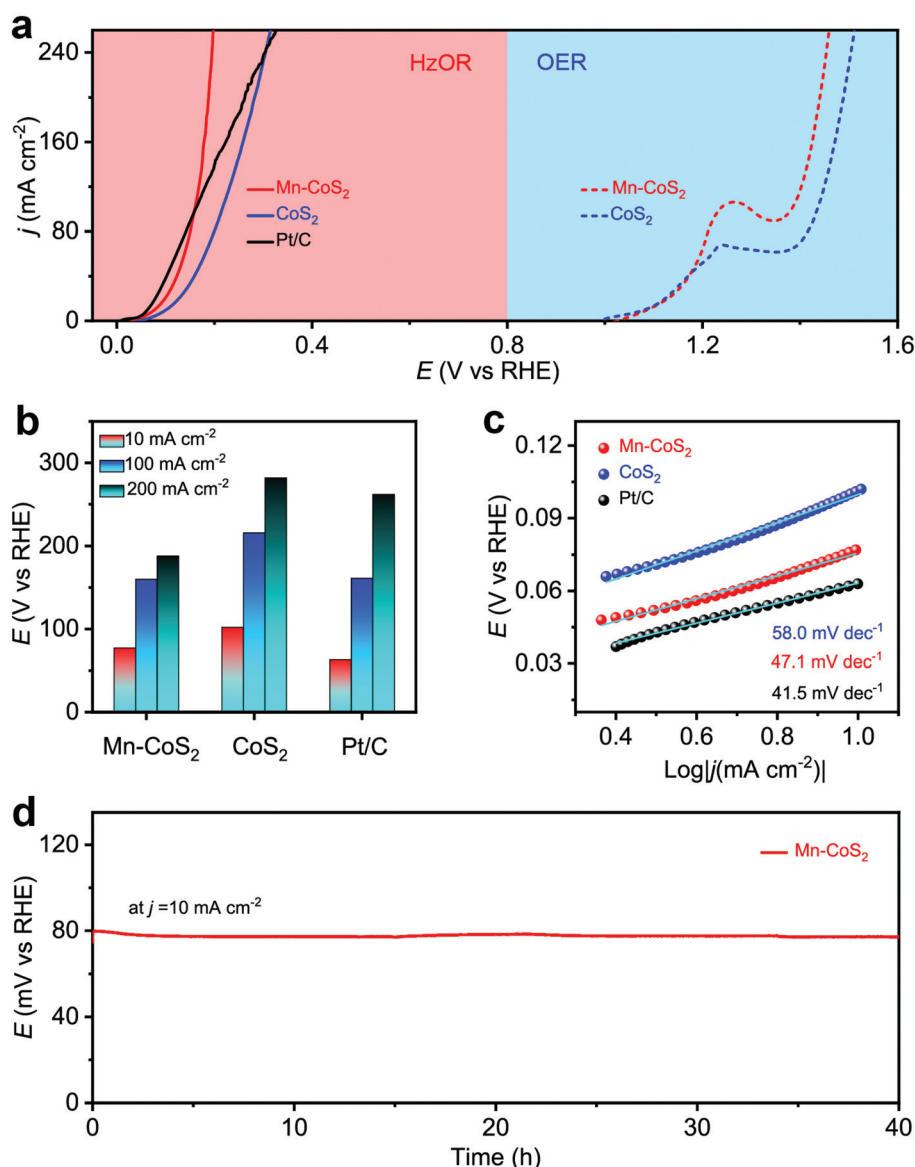 a
240
160
80
0
j (mA cm⁻²)
HzOR
OER
Mn-CoS₂
CoS₂
Pt/C
Mn-CoS₂
CoS₂
0.0
0.4
0.8
1.2
1.6
E (V vs RHE)
b
300
200
100
0
E (V vs RHE)
10 mA cm⁻²
100 mA cm⁻²
200 mA cm⁻²
Mn-CoS₂
CoS₂
Pt/C
c
0.12
0.09
0.06
0.03
E (V vs RHE)
Mn-CoS₂
CoS₂
Pt/C
58.0 mV dec⁻¹
47.1 mV dec⁻¹
41.5 mV dec⁻¹
0.4
0.6
0.8
1.0
Log|j(mA cm⁻²)|
d
120
80
40
0
E (mV vs RHE)
Mn-CoS₂
at j =10 mA cm⁻²
0
10
20
30
40
Time (h)